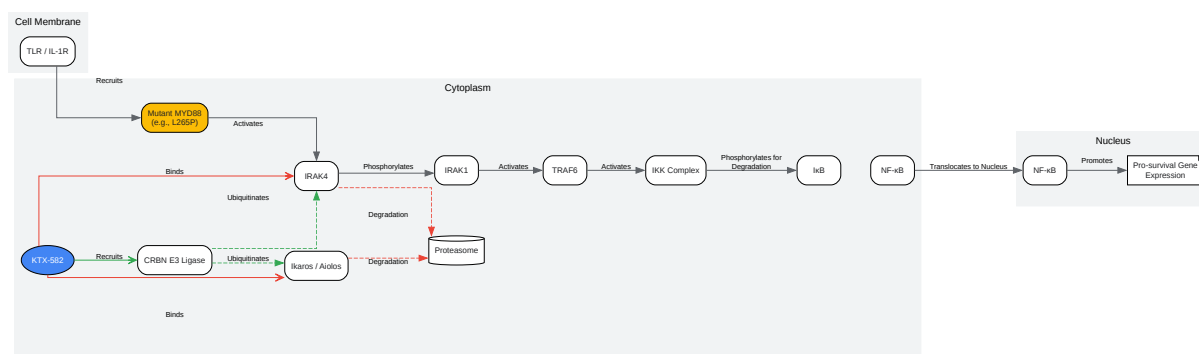 Cell Membrane
TLR / IL-1R
Recruits
Cytoplasm
Mutant MYD88
(e.g., L265P)
Activates
Binds
IRAK4
Phosphorylates
IRAK1
Activates
TRAF6
Activates
IKK Complex
Phosphorylates for
Degradation
IκB
NF-κB
Translocates to Nucleus
Nucleus
NF-κB
Promotes
Pro-survival Gene
Expression
Ubiquitinates
Degradation
KTX-582
Recruits
CRBN E3 Ligase
Ubiquitinates
Ikaros / Aiolos
Degradation
Proteasome
Binds